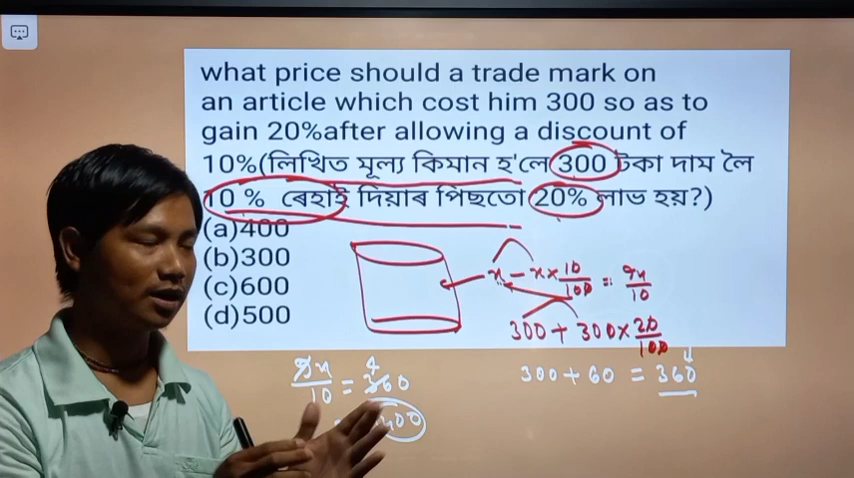 what price should a trade mark on
an article which cost him 300 so as to
gain 20%after allowing a discount of
10%(লিখিত মূল্য কিমান হ'লে 300 টকা দাম লৈ
10 % ৰেহাই দিয়াৰ পিছতো 20% লাভ হয়?)
(a)400
(b)300
(c)600
(d)500
x - x × 10/100 = 9x/10
300 + 300 × 20/100
300 + 60 = 360
9x/10 = 360 4
400